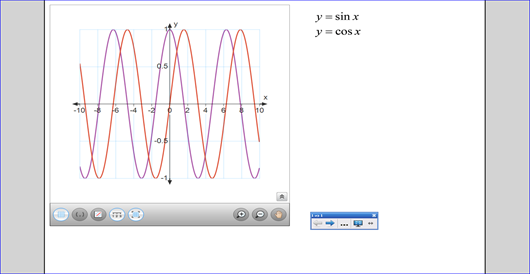 y = sin x
y = cos x
y
1
0.5
x
-10 -8 -6 -4 -2 0 2 4 6 8 10
-0.5
-1